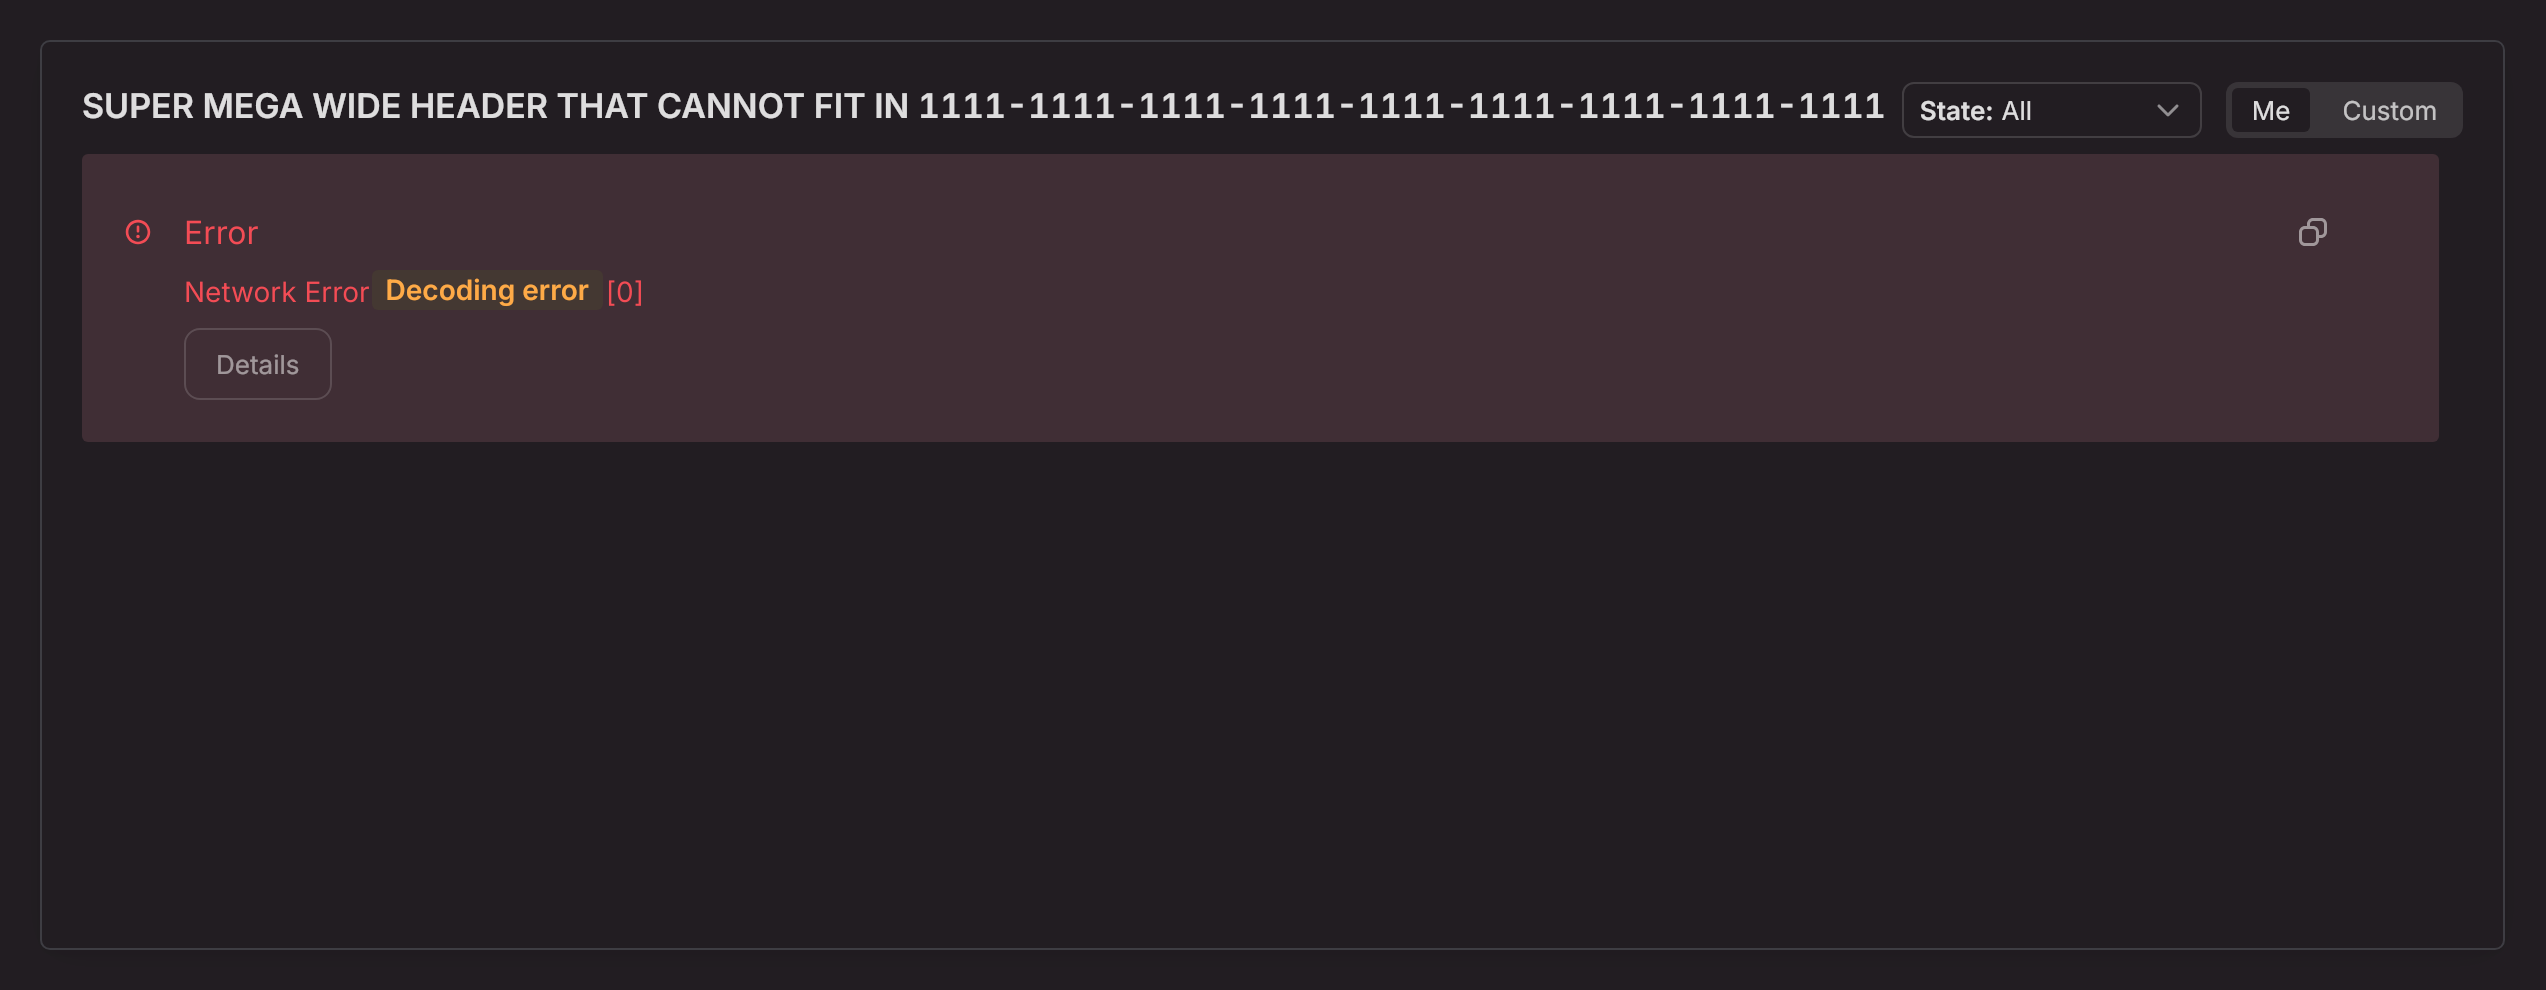 SUPER MEGA WIDE HEADER THAT CANNOT FIT IN 1111-1111-1111-1111-1111-1111-1111-1111-1111 State: All Me Custom
Error
Network Error Decoding error [0]
Details